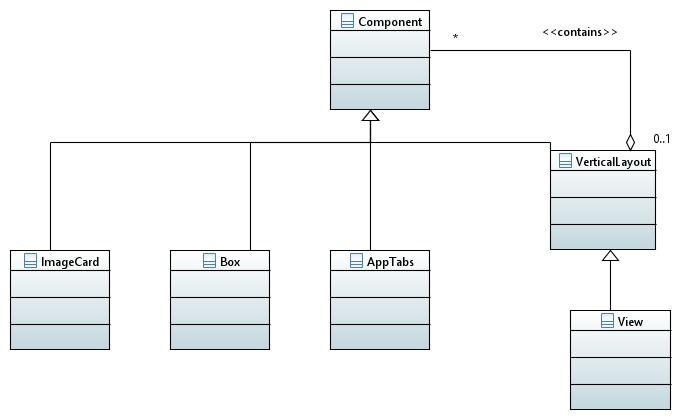 Component
*
<<contains>>
0..1
VerticalLayout
ImageCard
Box
AppTabs
View